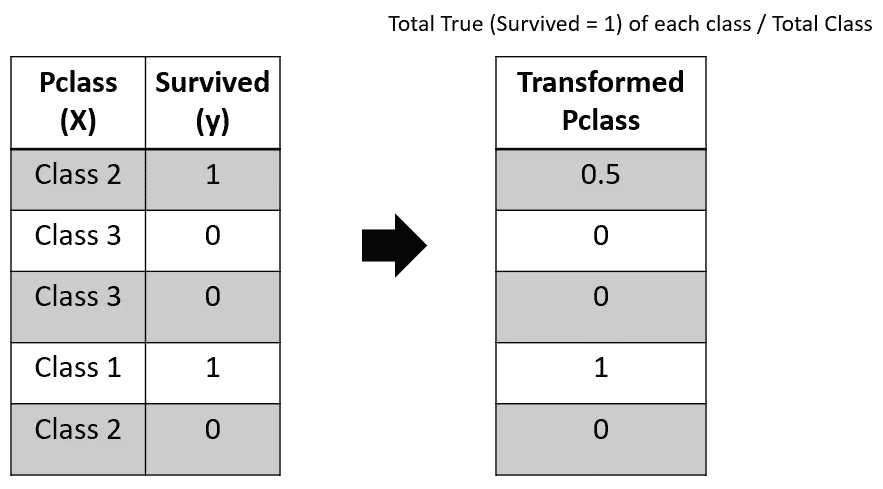 Total True (Survived = 1) of each class / Total Class
Pclass (X) Survived (y) Transformed Pclass
Class 2 1 0.5
Class 3 0 0
Class 3 0 0
Class 1 1 1
Class 2 0 0